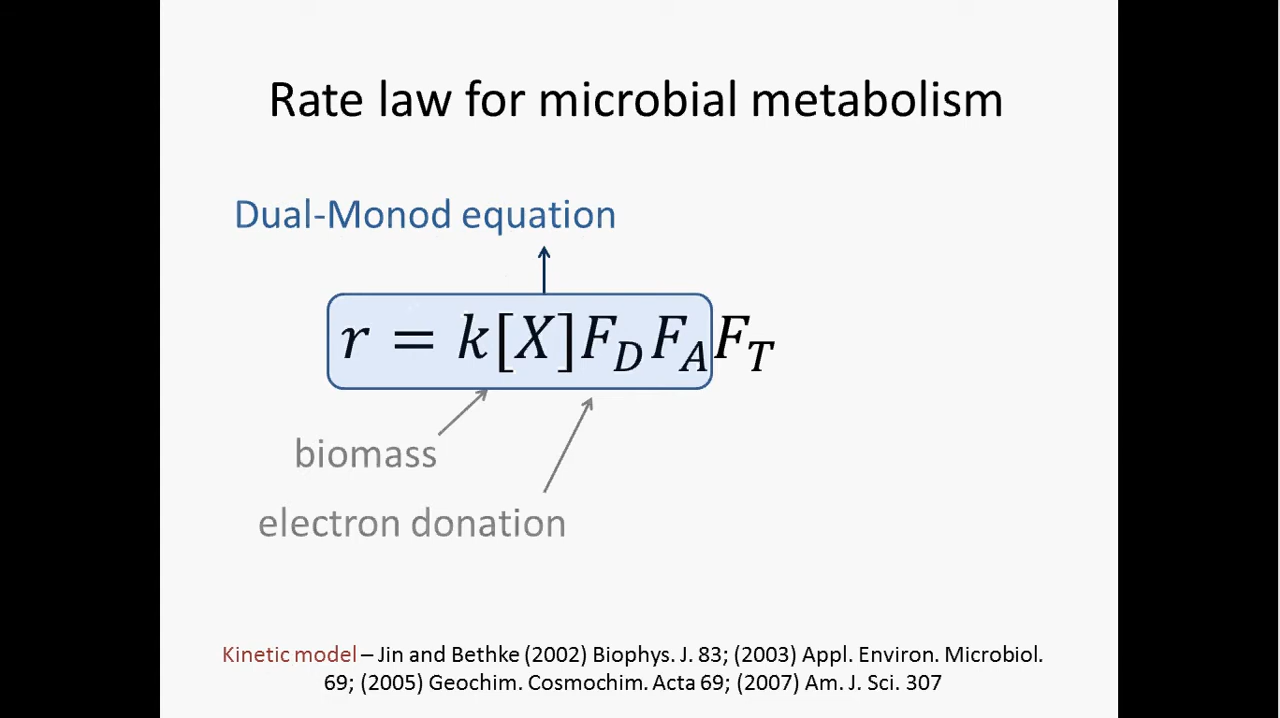 Rate law for microbial metabolism
Dual-Monod equation
r = k[X]F_D F_A F_T
biomass
electron donation
Kinetic model – Jin and Bethke (2002) Biophys. J. 83; (2003) Appl. Environ. Microbiol.
69; (2005) Geochim. Cosmochim. Acta 69; (2007) Am. J. Sci. 307